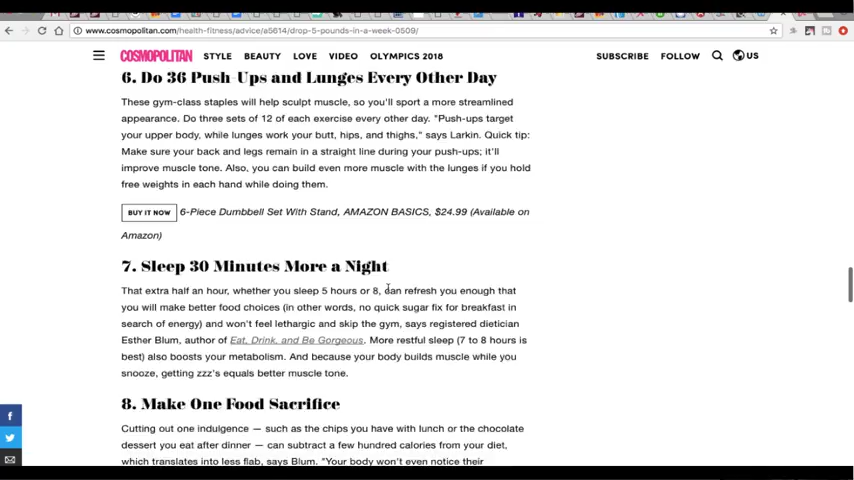 www.cosmopolitan.com/health-fitness/advice/a5614/drop-5-pounds-in-a-week-0509/
COSMOPOLITAN STYLE BEAUTY LOVE VIDEO OLYMPICS 2018 SUBSCRIBE FOLLOW US
6. Do 36 Push-Ups and Lunges Every Other Day
These gym-class staples will help sculpt muscle, so you'll sport a more streamlined
appearance. Do three sets of 12 of each exercise every other day. "Push-ups target
your upper body, while lunges work your butt, hips, and thighs," says Larkin. Quick tip:
Make sure your back and legs remain in a straight line during your push-ups; it'll
improve muscle tone. Also, you can build even more muscle with the lunges if you hold
free weights in each hand while doing them.
BUY IT NOW 6-Piece Dumbbell Set With Stand, AMAZON BASICS, $24.99 (Available on
Amazon)
7. Sleep 30 Minutes More a Night
That extra half an hour, whether you sleep 5 hours or 8, can refresh you enough that
you will make better food choices (in other words, no quick sugar fix for breakfast in
search of energy) and won't feel lethargic and skip the gym, says registered dietician
Esther Blum, author of Eat, Drink, and Be Gorgeous. More restful sleep (7 to 8 hours is
best) also boosts your metabolism. And because your body builds muscle while you
snooze, getting zzz's equals better muscle tone.
8. Make One Food Sacrifice
Cutting out one indulgence — such as the chips you have with lunch or the chocolate
dessert you eat after dinner — can subtract a few hundred calories from your diet,
which translates into less flab, says Blum. "Your body won't even notice their